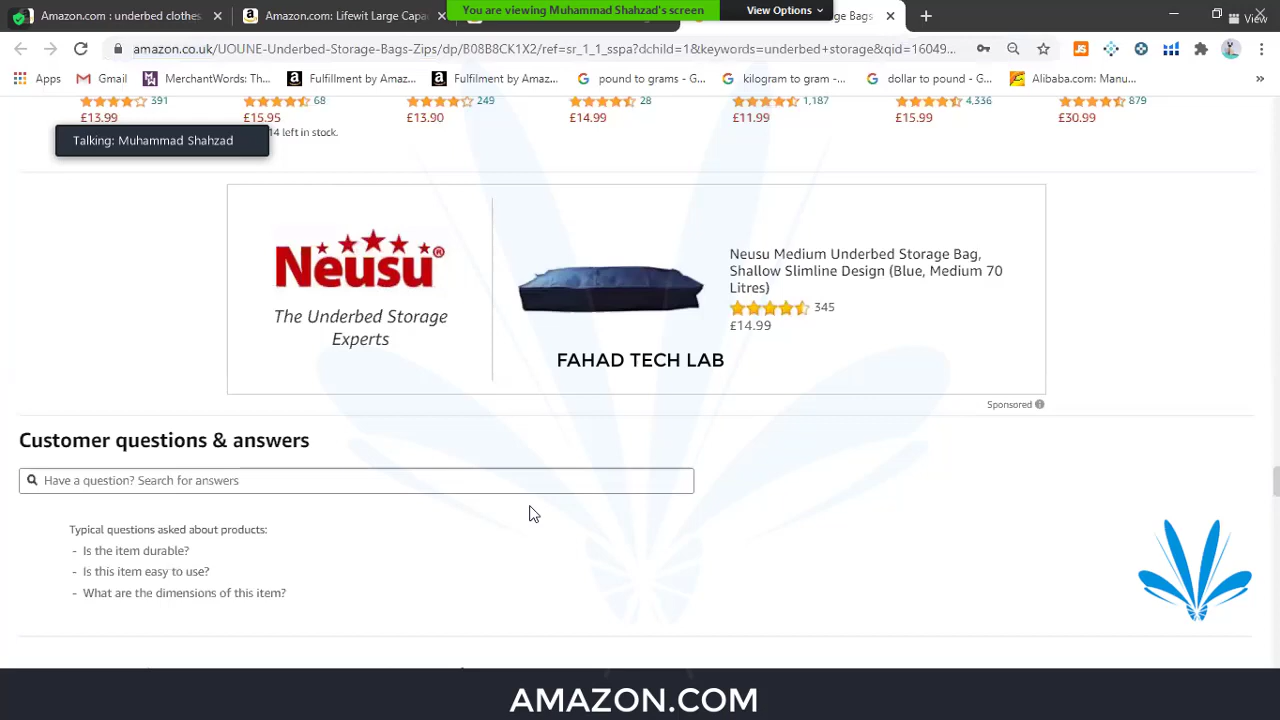 Amazon.com : underbed clothes
Amazon.com: Lifewit Large Capa
You are viewing Muhammad Shahzad's screen
View Options
ge Bags
View
amazon.co.uk/UOUNE-Underbed-Storage-Bags-Zips/dp/B08B8CK1X2/ref=sr_1_1_sspa?dchild=1&keywords=underbed+storage&qid=16049...
Apps
Gmail
MerchantWords: Th...
Fulfillment by Amaz...
Fulfilment by Amaz...
pound to grams - G...
kilogram to gram -...
dollar to pound - G...
Alibaba.com: Manu...
391 68 249 28 1,187 4,336 879
£13.99 £15.95 £13.90 £14.99 £11.99 £15.99 £30.99
14 left in stock.
Talking: Muhammad Shahzad
Neusu®
The Underbed Storage
Experts
Neusu Medium Underbed Storage Bag,
Shallow Slimline Design (Blue, Medium 70
Litres)
345
£14.99
FAHAD TECH LAB
Sponsored
Customer questions & answers
Have a question? Search for answers
Typical questions asked about products:
- Is the item durable?
- Is this item easy to use?
- What are the dimensions of this item?
AMAZON.COM